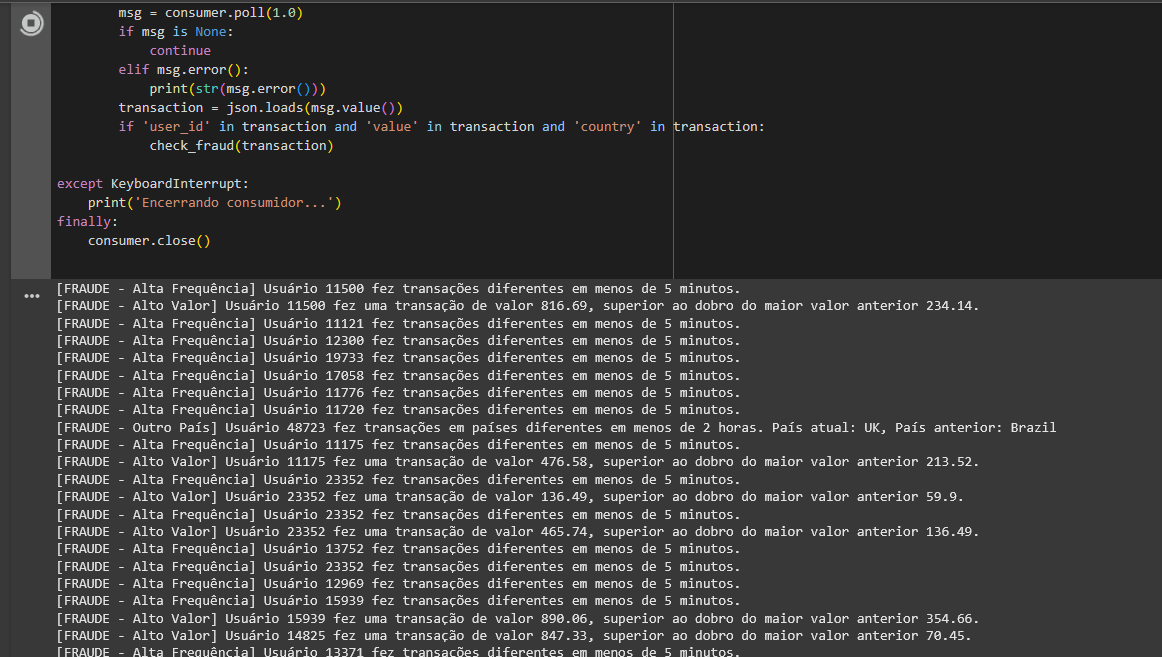 msg = consumer.poll(1.0)
        if msg is None:
            continue
        elif msg.error():
            print(str(msg.error()))
        transaction = json.loads(msg.value())
        if 'user_id' in transaction and 'value' in transaction and 'country' in transaction:
            check_fraud(transaction)

except KeyboardInterrupt:
    print('Encerrando consumidor...')
finally:
    consumer.close()

[FRAUDE - Alta Frequência] Usuário 11500 fez transações diferentes em menos de 5 minutos.
[FRAUDE - Alto Valor] Usuário 11500 fez uma transação de valor 816.69, superior ao dobro do maior valor anterior 234.14.
[FRAUDE - Alta Frequência] Usuário 11121 fez transações diferentes em menos de 5 minutos.
[FRAUDE - Alta Frequência] Usuário 12300 fez transações diferentes em menos de 5 minutos.
[FRAUDE - Alta Frequência] Usuário 19733 fez transações diferentes em menos de 5 minutos.
[FRAUDE - Alta Frequência] Usuário 17058 fez transações diferentes em menos de 5 minutos.
[FRAUDE - Alta Frequência] Usuário 11776 fez transações diferentes em menos de 5 minutos.
[FRAUDE - Alta Frequência] Usuário 11720 fez transações diferentes em menos de 5 minutos.
[FRAUDE - Outro País] Usuário 48723 fez transações em países diferentes em menos de 2 horas. País atual: UK, País anterior: Brazil
[FRAUDE - Alta Frequência] Usuário 11175 fez transações diferentes em menos de 5 minutos.
[FRAUDE - Alto Valor] Usuário 11175 fez uma transação de valor 476.58, superior ao dobro do maior valor anterior 213.52.
[FRAUDE - Alta Frequência] Usuário 23352 fez transações diferentes em menos de 5 minutos.
[FRAUDE - Alto Valor] Usuário 23352 fez uma transação de valor 136.49, superior ao dobro do maior valor anterior 59.9.
[FRAUDE - Alta Frequência] Usuário 23352 fez transações diferentes em menos de 5 minutos.
[FRAUDE - Alto Valor] Usuário 23352 fez uma transação de valor 465.74, superior ao dobro do maior valor anterior 136.49.
[FRAUDE - Alta Frequência] Usuário 13752 fez transações diferentes em menos de 5 minutos.
[FRAUDE - Alta Frequência] Usuário 23352 fez transações diferentes em menos de 5 minutos.
[FRAUDE - Alta Frequência] Usuário 12969 fez transações diferentes em menos de 5 minutos.
[FRAUDE - Alta Frequência] Usuário 15939 fez transações diferentes em menos de 5 minutos.
[FRAUDE - Alto Valor] Usuário 15939 fez uma transação de valor 890.06, superior ao dobro do maior valor anterior 354.66.
[FRAUDE - Alto Valor] Usuário 14825 fez uma transação de valor 847.33, superior ao dobro do maior valor anterior 70.45.
[FRAUDE - Alta Frequência] Usuário 13371 fez transações diferentes em menos de 5 minutos.